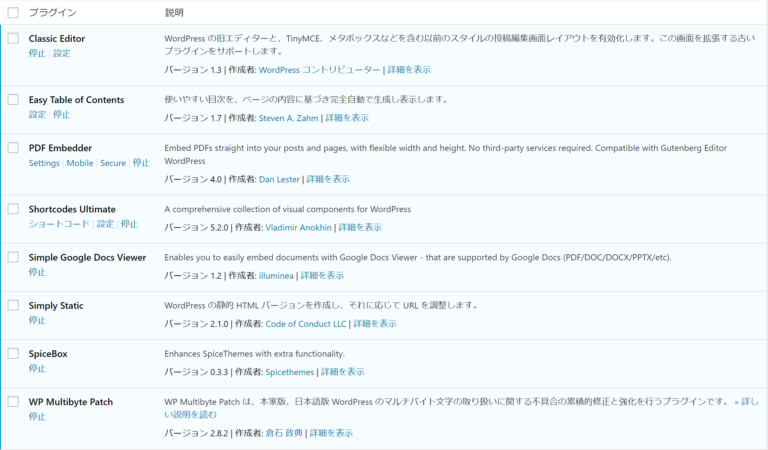 プラグイン 説明
Classic Editor
停止 | 設定
WordPress の旧エディターと、TinyMCE、メタボックスなどを含む以前のスタイルの投稿編集画面レイアウトを有効化します。この画面を拡張する古い
プラグインをサポートします。
バージョン 1.3 | 作成者: WordPress コントリビューター | 詳細を表示
Easy Table of Contents
設定 | 停止
使いやすい目次を、ページの内容に基づき完全自動で生成し表示します。
バージョン 1.7 | 作成者: Steven A. Zahm | 詳細を表示
PDF Embedder
Settings | Mobile | Secure | 停止
Embed PDFs straight into your posts and pages, with flexible width and height. No third-party services required. Compatible with Gutenberg Editor
WordPress
バージョン 4.0 | 作成者: Dan Lester | 詳細を表示
Shortcodes Ultimate
ショートコード | 設定 | 停止
A comprehensive collection of visual components for WordPress
バージョン 5.2.0 | 作成者: Vladimir Anokhin | 詳細を表示
Simple Google Docs Viewer
停止
Enables you to easily embed documents with Google Docs Viewer - that are supported by Google Docs (PDF/DOC/DOCX/PPTX/etc).
バージョン 1.2 | 作成者: illuminea | 詳細を表示
Simply Static
停止
WordPress の静的 HTML バージョンを作成し、それに応じて URL を調整します。
バージョン 2.1.0 | 作成者: Code of Conduct LLC | 詳細を表示
SpiceBox
停止
Enhances SpiceThemes with extra functionality.
バージョン 0.3.3 | 作成者: Spicethemes | 詳細を表示
WP Multibyte Patch
停止
WP Multibyte Patch は、本家版、日本語版 WordPress のマルチバイト文字の取り扱いに関する不具合の累積的修正と強化を行うプラグインです。 » 詳し
い説明を読む
バージョン 2.8.2 | 作成者: 倉石 政典 | 詳細を表示